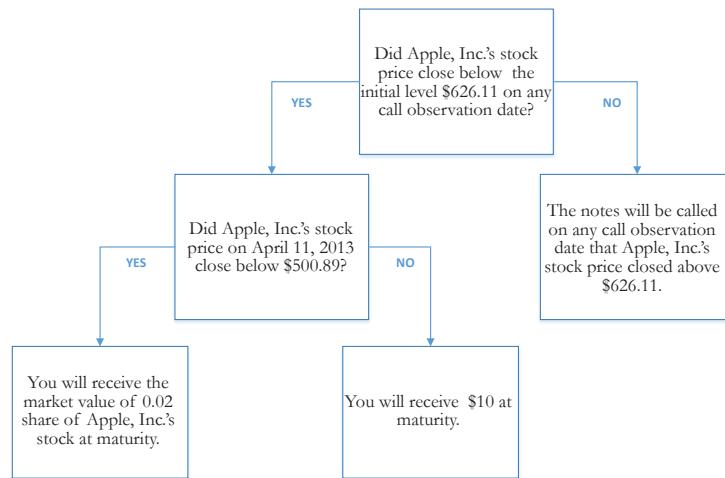 Did Apple, Inc.'s stock
price close below the
initial level $626.11 on any
call observation date?
YES
NO
Did Apple, Inc.'s stock
price on April 11, 2013
close below $500.89?
The notes will be called
on any call observation
date that Apple, Inc.'s
stock price closed above
$626.11.
YES
NO
You will receive the
market value of 0.02
share of Apple, Inc.'s
stock at maturity.
You will receive $10 at
maturity.